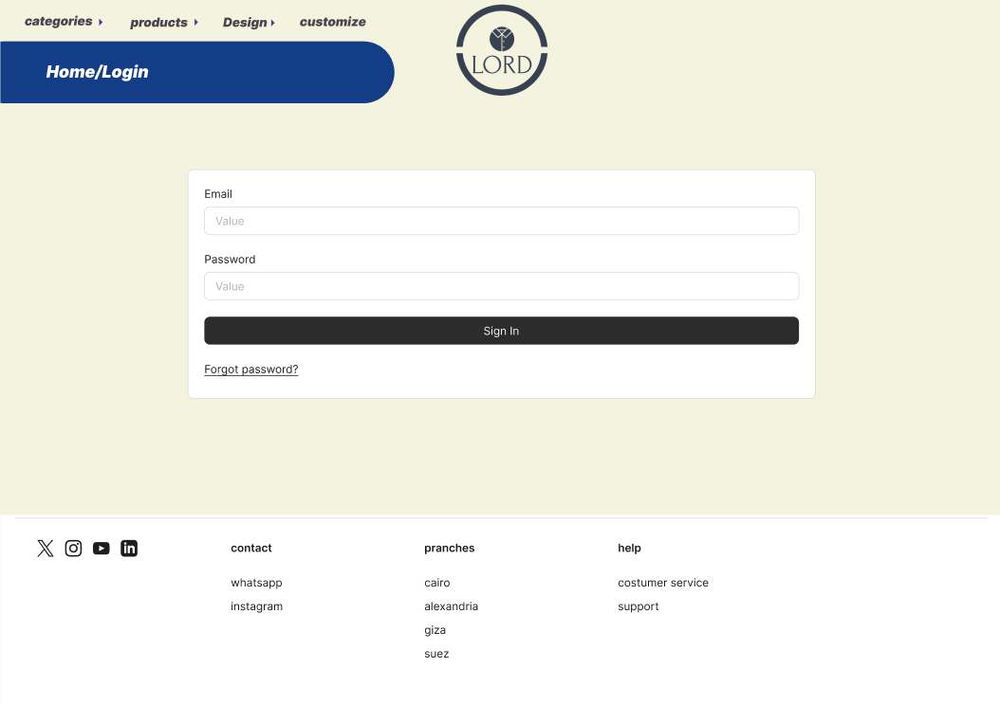 categories products Design customize
LORD
Home/Login
Email
Value
Password
Value
Sign In
Forgot password?
contact
whatsapp
instagram
pranches
cairo
alexandria
giza
suez
help
costumer service
support